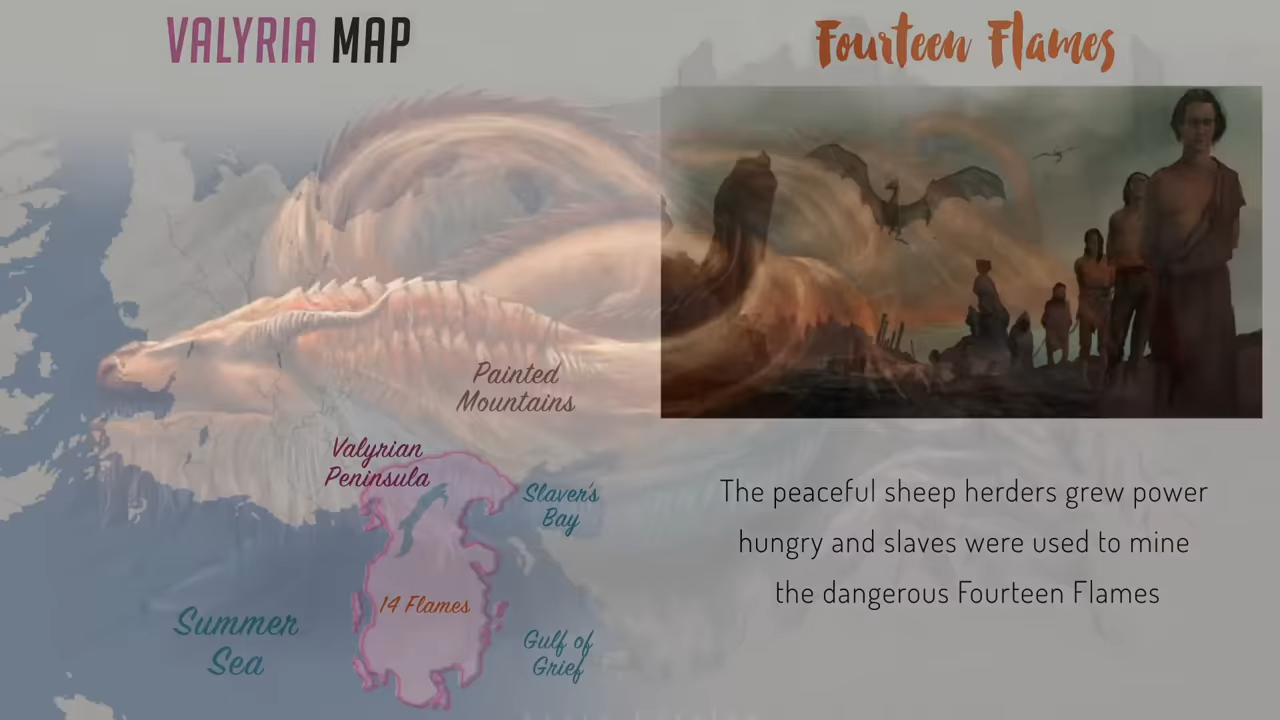 VALYRIA MAP
Fourteen Flames
Painted
Mountains
Valyrian
Peninsula
Slaver's
Bay
14 Flames
Summer
Sea
Gulf of
Grief
The peaceful sheep herders grew power
hungry and slaves were used to mine
the dangerous Fourteen Flames